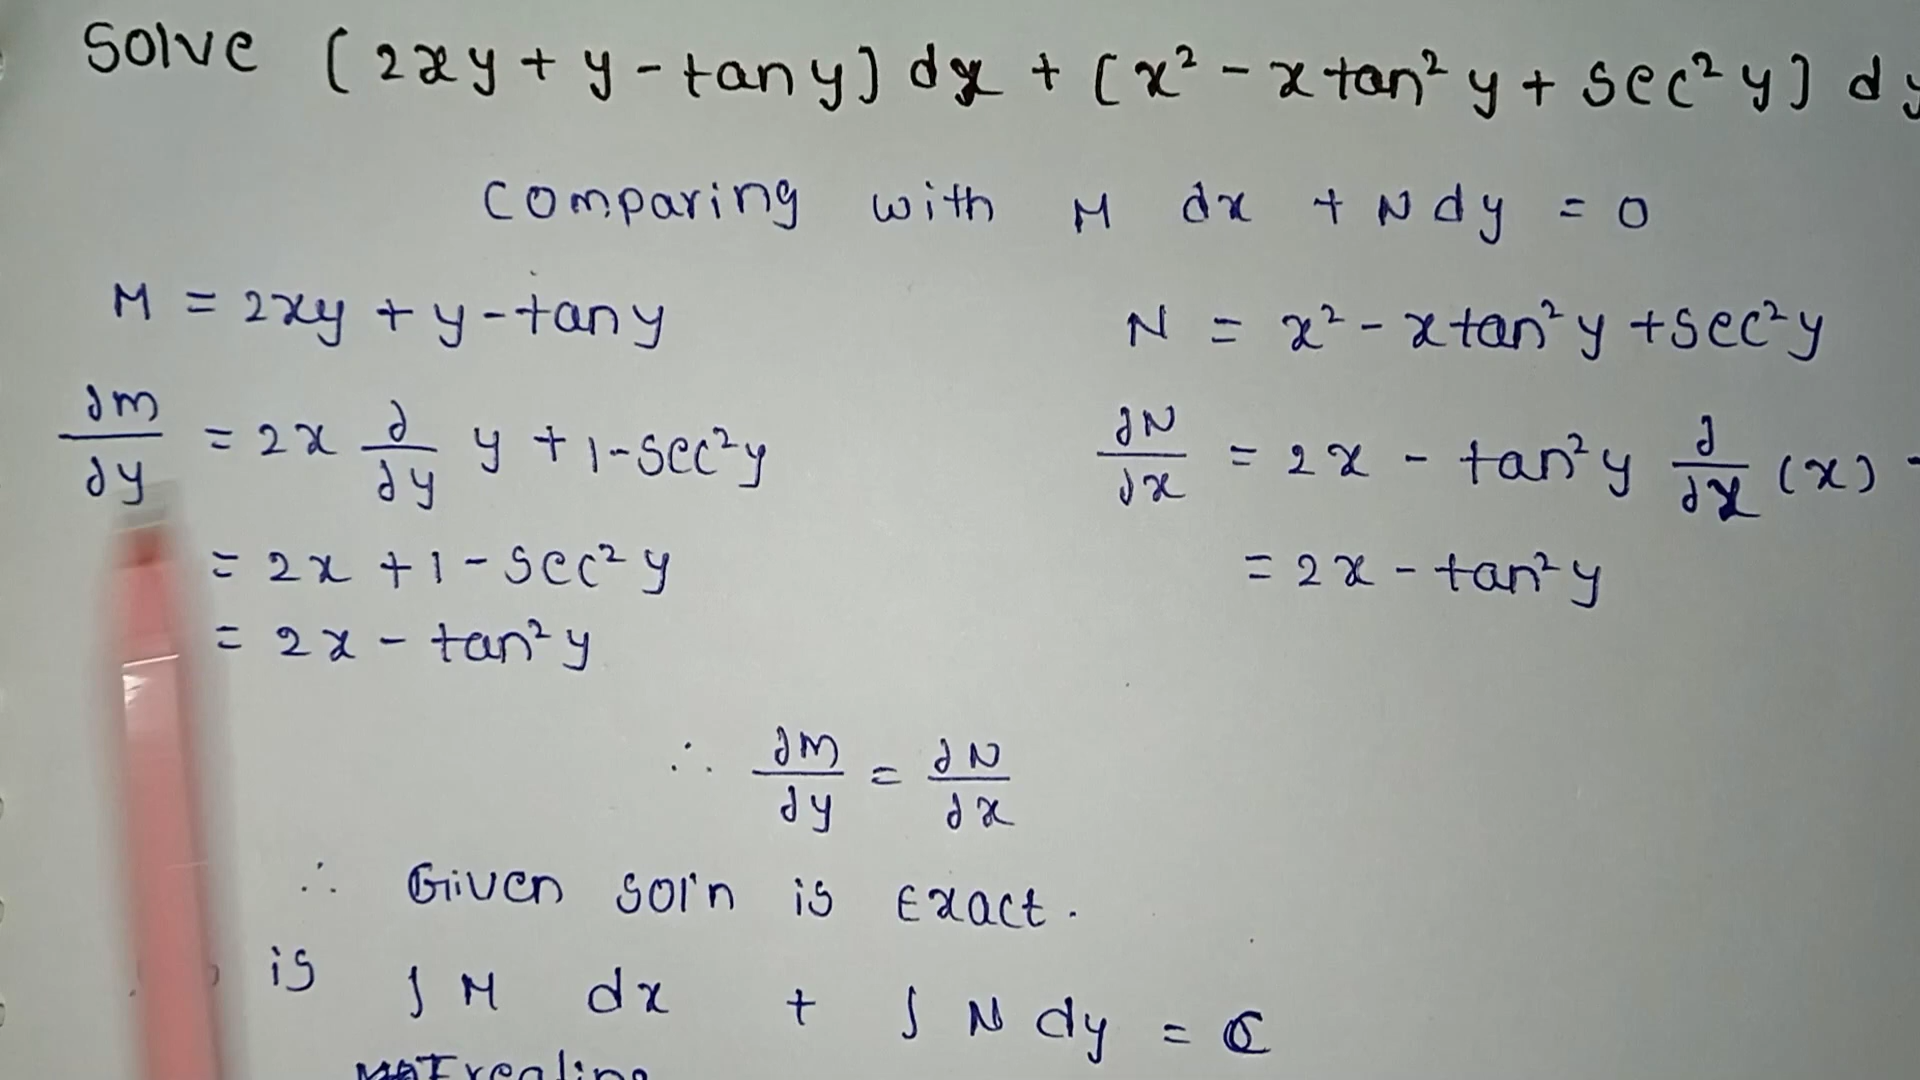 Solve (2xy + y - tan y) dx + (x² - x tan² y + sec² y) dy
Comparing with M dx + N dy = 0
M = 2xy + y - tan y
N = x² - x tan² y + sec² y
∂m/∂y = 2x ∂/∂y y + 1 - sec² y
∂N/∂x = 2x - tan² y ∂/∂x (x) -
= 2x + 1 - sec² y
= 2x - tan² y
= 2x - tan² y
∴ ∂m/∂y = ∂N/∂x
∴ Given sol'n is Exact.
is ∫ M dx + ∫ N dy = C